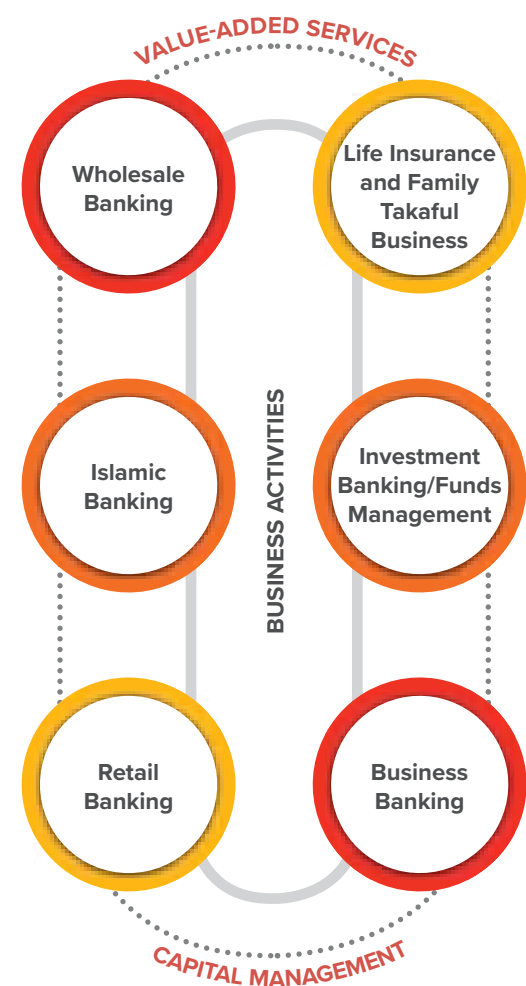 VALUE-ADDED SERVICES
Wholesale
Banking
Life Insurance
and Family
Takaful
Business
BUSINESS ACTIVITIES
Islamic
Banking
Investment
Banking/Funds
Management
Retail
Banking
Business
Banking
CAPITAL MANAGEMENT